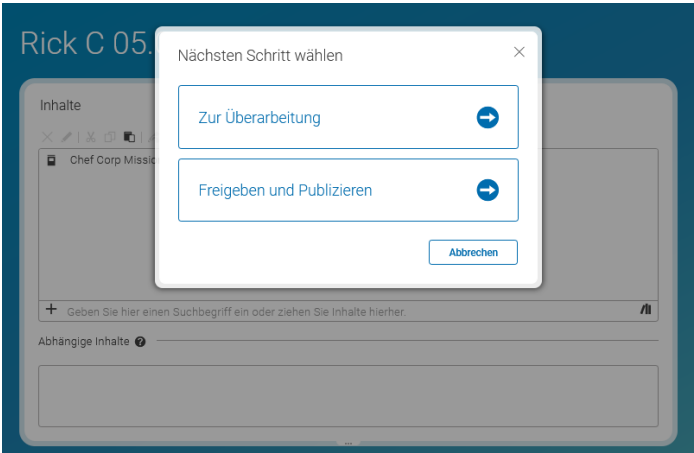 Rick C 05.
Nächsten Schritt wählen
Zur Überarbeitung
Freigeben und Publizieren
Abbrechen
Inhalte
Chef Corp
Geben Sie hier einen Suchbegriff ein oder ziehen Sie Inhalte hierher.
Abhängige Inhalte